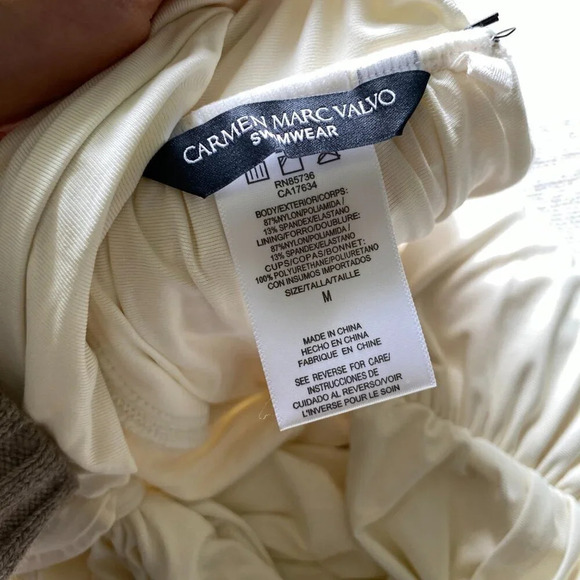 CARMEN MARC VALVO
SWIMWEAR
RN85736
CA17634
BODY/EXTERIOR/CORPS:
87%NYLON/POLIAMIDA/
13% SPANDEX/ELASTANO
LINING/FORRO/DOUBLURE:
87%NYLON/POLIAMIDA/
13% SPANDEX/ELASTANO
CUPS/COPAS/BONNET:
100% POLYURETHANE/POLIURETANO
CON INSUMOS IMPORTADOS
SIZE/TALLA/TAILLE
M
MADE IN CHINA
HECHO EN CHINA
FABRIQUE EN CHINE
SEE REVERSE FOR CARE/
INSTRUCCIONES DE
CUIDADO AL REVERSO/VOIR
L'INVERSE POUR LE SOIN